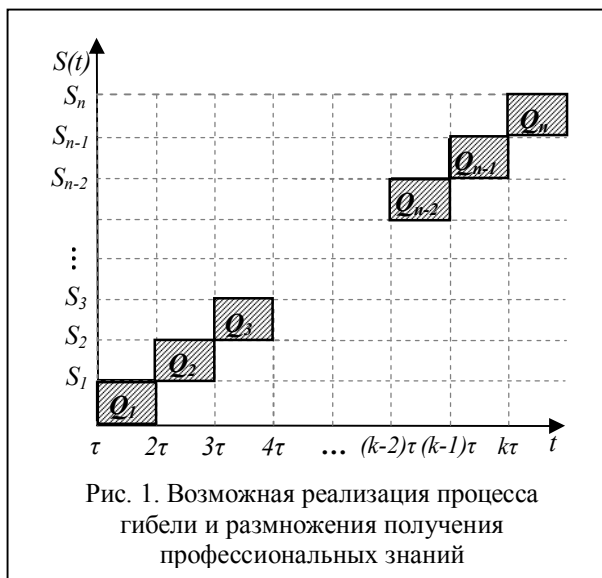 S(t)
Sₙ
Qₙ
Sₙ₋₁
Qₙ₋₁
Sₙ₋₂
Qₙ₋₂
⋮
S₃
Q₃
S₂
Q₂
S₁
Q₁
τ 2τ 3τ 4τ ... (k-2)τ (k-1)τ kτ t
Рис. 1. Возможная реализация процесса
гибели и размножения получения
профессиональных знаний